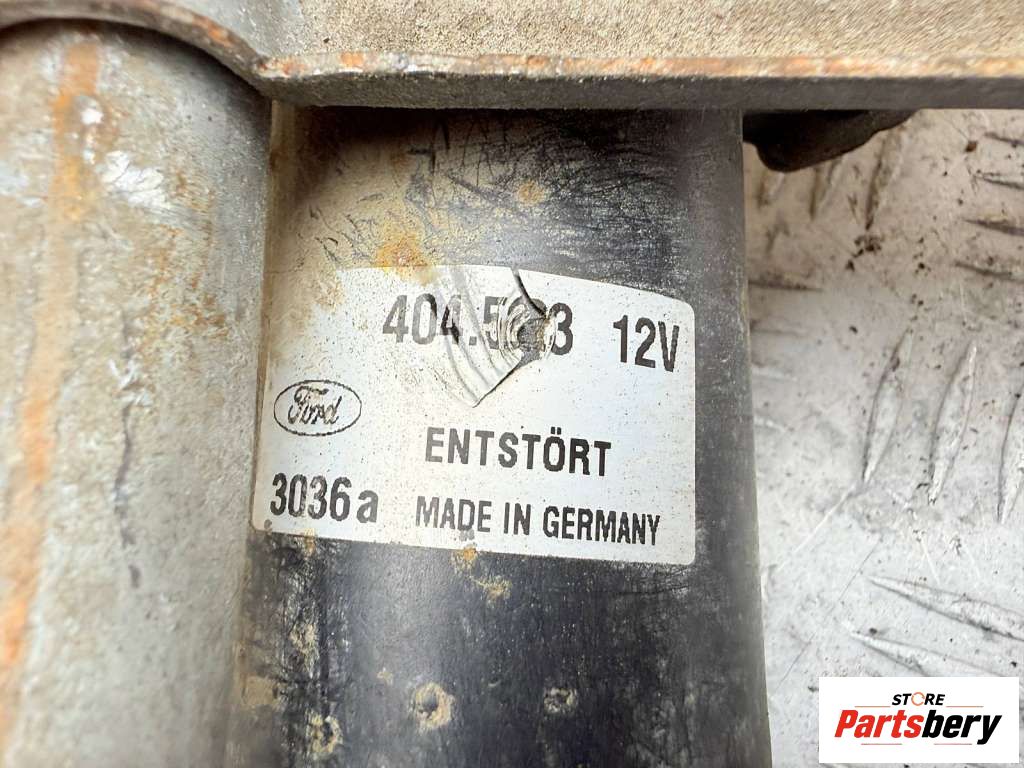 12V
Ford
ENTSTÖRT
3036a MADE IN GERMANY
STORE
Partsbery